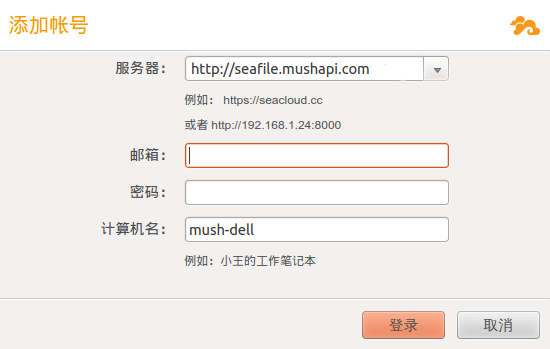 添加帐号
服务器： http://seafile.mushapi.com
例如： https://seacloud.cc
或者 http://192.168.1.24:8000
邮箱：
密码：
计算机名： mush-dell
例如：小王的工作笔记本
登录 取消